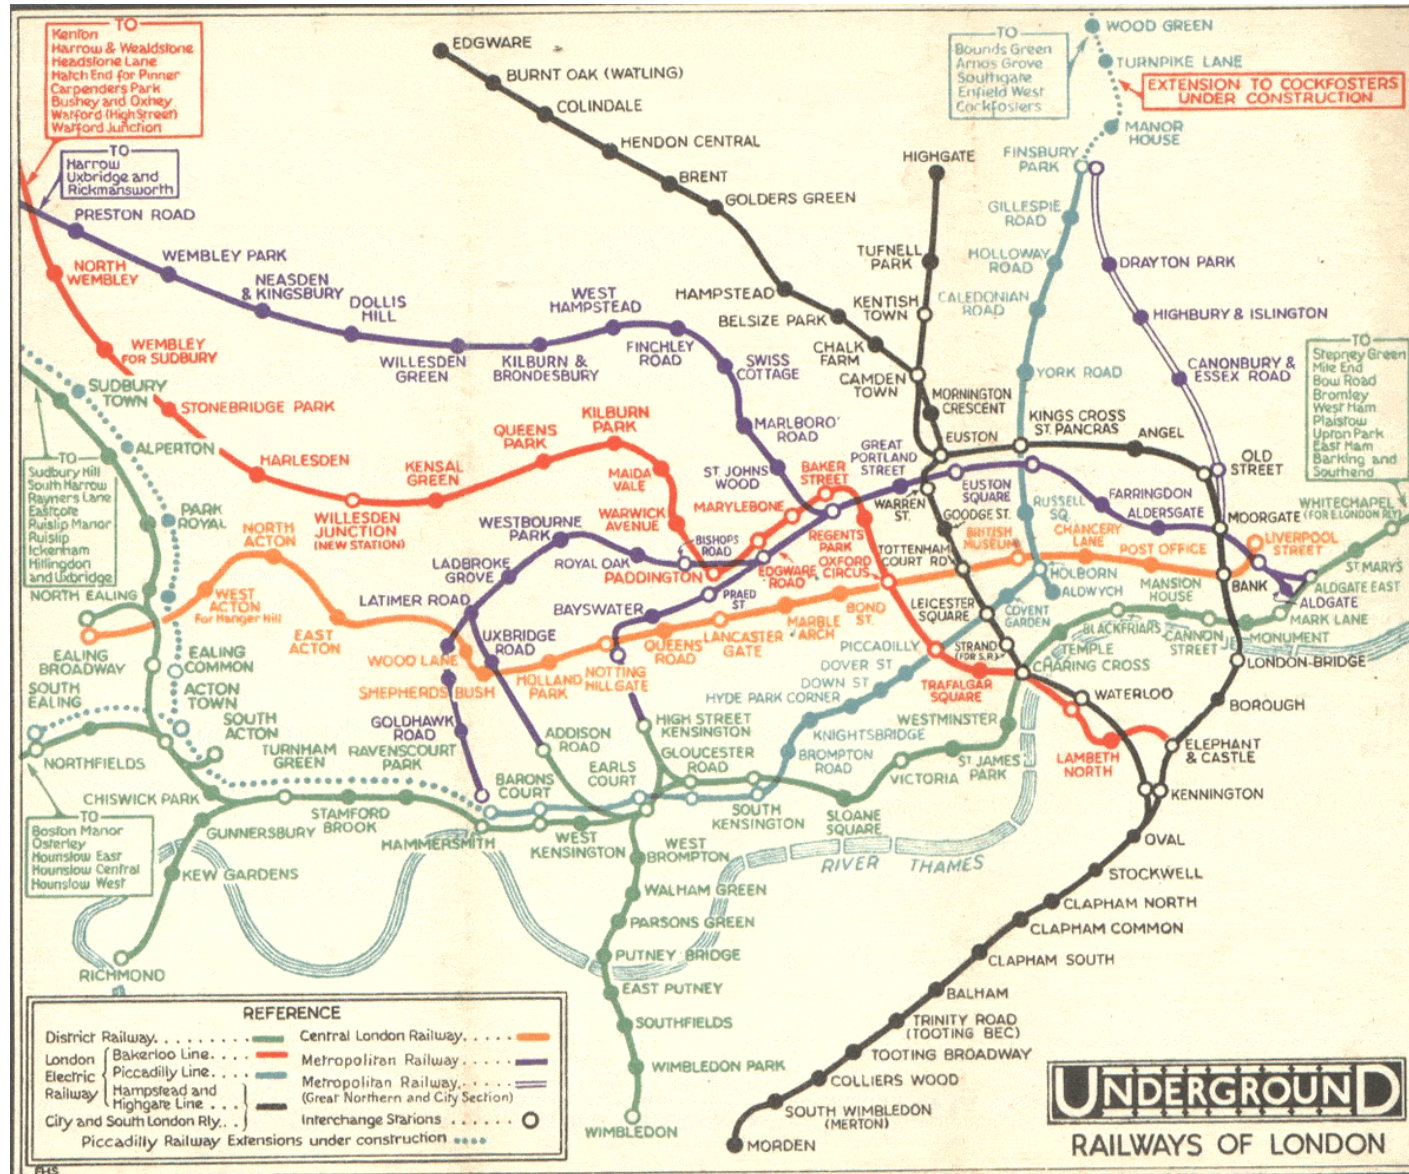 TO
Kenton
Harrow & Wealdstone
Headstone Lane
Hatch End for Pinner
Carpenders Park
Bushey and Oxhey
Watford (High Street)
Watford Junction
TO
Harrow
Uxbridge and
Rickmansworth
PRESTON ROAD
WEMBLEY PARK
NORTH
WEMBLEY
NEASDEN
& KINGSBURY
DOLLIS
HILL
WILLESDEN
GREEN
KILBURN &
BRONDESBURY
WEST
HAMPSTEAD
FINCHLEY
ROAD
SWISS
COTTAGE
MARLBORO'
ROAD
ST JOHNS
WOOD
EDGWARE
BURNT OAK (WATLING)
COLINDALE
HENDON CENTRAL
BRENT
GOLDERS GREEN
HAMPSTEAD
BELSIZE PARK
CHALK
FARM
CAMDEN
TOWN
HIGHGATE
TUFNELL
PARK
KENTISH
TOWN
MORNINGTON
CRESCENT
EUSTON
TO
Bounds Green
Arnos Grove
Southgate
Enfield West
Cockfosters
WOOD GREEN
TURNPIKE LANE
EXTENSION TO COCKFOSTERS
UNDER CONSTRUCTION
MANOR
HOUSE
FINSBURY
PARK
GILLESPIE
ROAD
HOLLOWAY
ROAD
CALEDONIAN
ROAD
YORK ROAD
KINGS CROSS
ST. PANCRAS
DRAYTON PARK
HIGHBURY & ISLINGTON
CANONBURY &
ESSEX ROAD
ANGEL
OLD
STREET
MOORGATE
TO
Stepney Green
Mile End
Bow Road
Bromley
West Ham
Plaistow
Upton Park
East Ham
Barking and
Southend
WHITECHAPEL
(FOR E.LONDON RLY)
ST MARYS
ALDGATE EAST
ALDGATE
LIVERPOOL
STREET
BANK
MARK LANE
MONUMENT
CANNON
STREET
MANSION
HOUSE
BLACKFRIARS
TEMPLE
CHARING CROSS
WEMBLEY
FOR SUDBURY
STONEBRIDGE PARK
HARLESDEN
WILLESDEN
JUNCTION
(NEW STATION)
KENSAL
GREEN
QUEENS
PARK
KILBURN
PARK
MAIDA
VALE
WARWICK
AVENUE
PADDINGTON
MARYLEBONE
BAKER
STREET
GREAT
PORTLAND
STREET
EUSTON
SQUARE
WARREN
ST.
GOODGE ST.
REGENTS
PARK
OXFORD
CIRCUS
EDGWARE
ROAD
BISHOPS
ROAD
PRAED
ST
FARRINGDON
ALDERSGATE
RUSSELL
SQ.
BRITISH
MUSEUM
CHANCERY
LANE
POST OFFICE
TOTTENHAM
COURT RD
HOLBORN
ALDWYCH
COVENT
GARDEN
LEICESTER
SQUARE
STRAND
(FOR S.R.)
SUDBURY
TOWN
ALPERTON
PARK
ROYAL
TO
Sudbury Hill
South Harrow
Rayners Lane
Eastcote
Ruislip Manor
Ruislip
Ickenham
Hillingdon
and Uxbridge
NORTH EALING
NORTH
ACTON
WEST
ACTON
For Hanger Hill
EAST
ACTON
WOOD LANE
SHEPHERDS BUSH
HOLLAND
PARK
NOTTING
HILL GATE
QUEENS
ROAD
LANCASTER
GATE
MARBLE
ARCH
BOND
ST.
WESTBOURNE
PARK
ROYAL OAK
LADBROKE
GROVE
LATIMER ROAD
UXBRIDGE
ROAD
BAYSWATER
GOLDHAWK
ROAD
ADDISON
ROAD
HIGH STREET
KENSINGTON
EALING
BROADWAY
EALING
COMMON
SOUTH
EALING
ACTON
TOWN
SOUTH
ACTON
NORTHFIELDS
CHISWICK PARK
TURNHAM
GREEN
RAVENSCOURT
PARK
STAMFORD
BROOK
HAMMERSMITH
BARONS
COURT
EARLS
COURT
WEST
KENSINGTON
GLOUCESTER
ROAD
SOUTH
KENSINGTON
SLOANE
SQUARE
VICTORIA
ST JAMES
PARK
WESTMINSTER
PICCADILLY
DOVER ST
DOWN ST
HYDE PARK CORNER
KNIGHTSBRIDGE
BROMPTON
ROAD
TRAFALGAR
SQUARE
WATERLOO
LAMBETH
NORTH
ELEPHANT
& CASTLE
LONDON BRIDGE
BOROUGH
KENNINGTON
OVAL
STOCKWELL
CLAPHAM NORTH
CLAPHAM COMMON
CLAPHAM SOUTH
BALHAM
TRINITY ROAD
(TOOTING BEC)
TOOTING BROADWAY
COLLIERS WOOD
SOUTH WIMBLEDON
(MERTON)
MORDEN
RIVER THAMES
TO
Boston Manor
Osterley
Hounslow East
Hounslow Central
Hounslow West
GUNNERSBURY
KEW GARDENS
RICHMOND
WEST
BROMPTON
WALHAM GREEN
PARSONS GREEN
PUTNEY BRIDGE
EAST PUTNEY
SOUTHFIELDS
WIMBLEDON PARK
WIMBLEDON
REFERENCE
District Railway
London Electric Railway
Bakerloo Line
Piccadilly Line
Hampstead and
Highgate Line
City and South London Rly.
Central London Railway
Metropolitan Railway
Metropolitan Railway
(Great Northern and City Section)
Interchange Stations
Piccadilly Railway Extensions under construction
UNDERGROUND
RAILWAYS OF LONDON
FHS